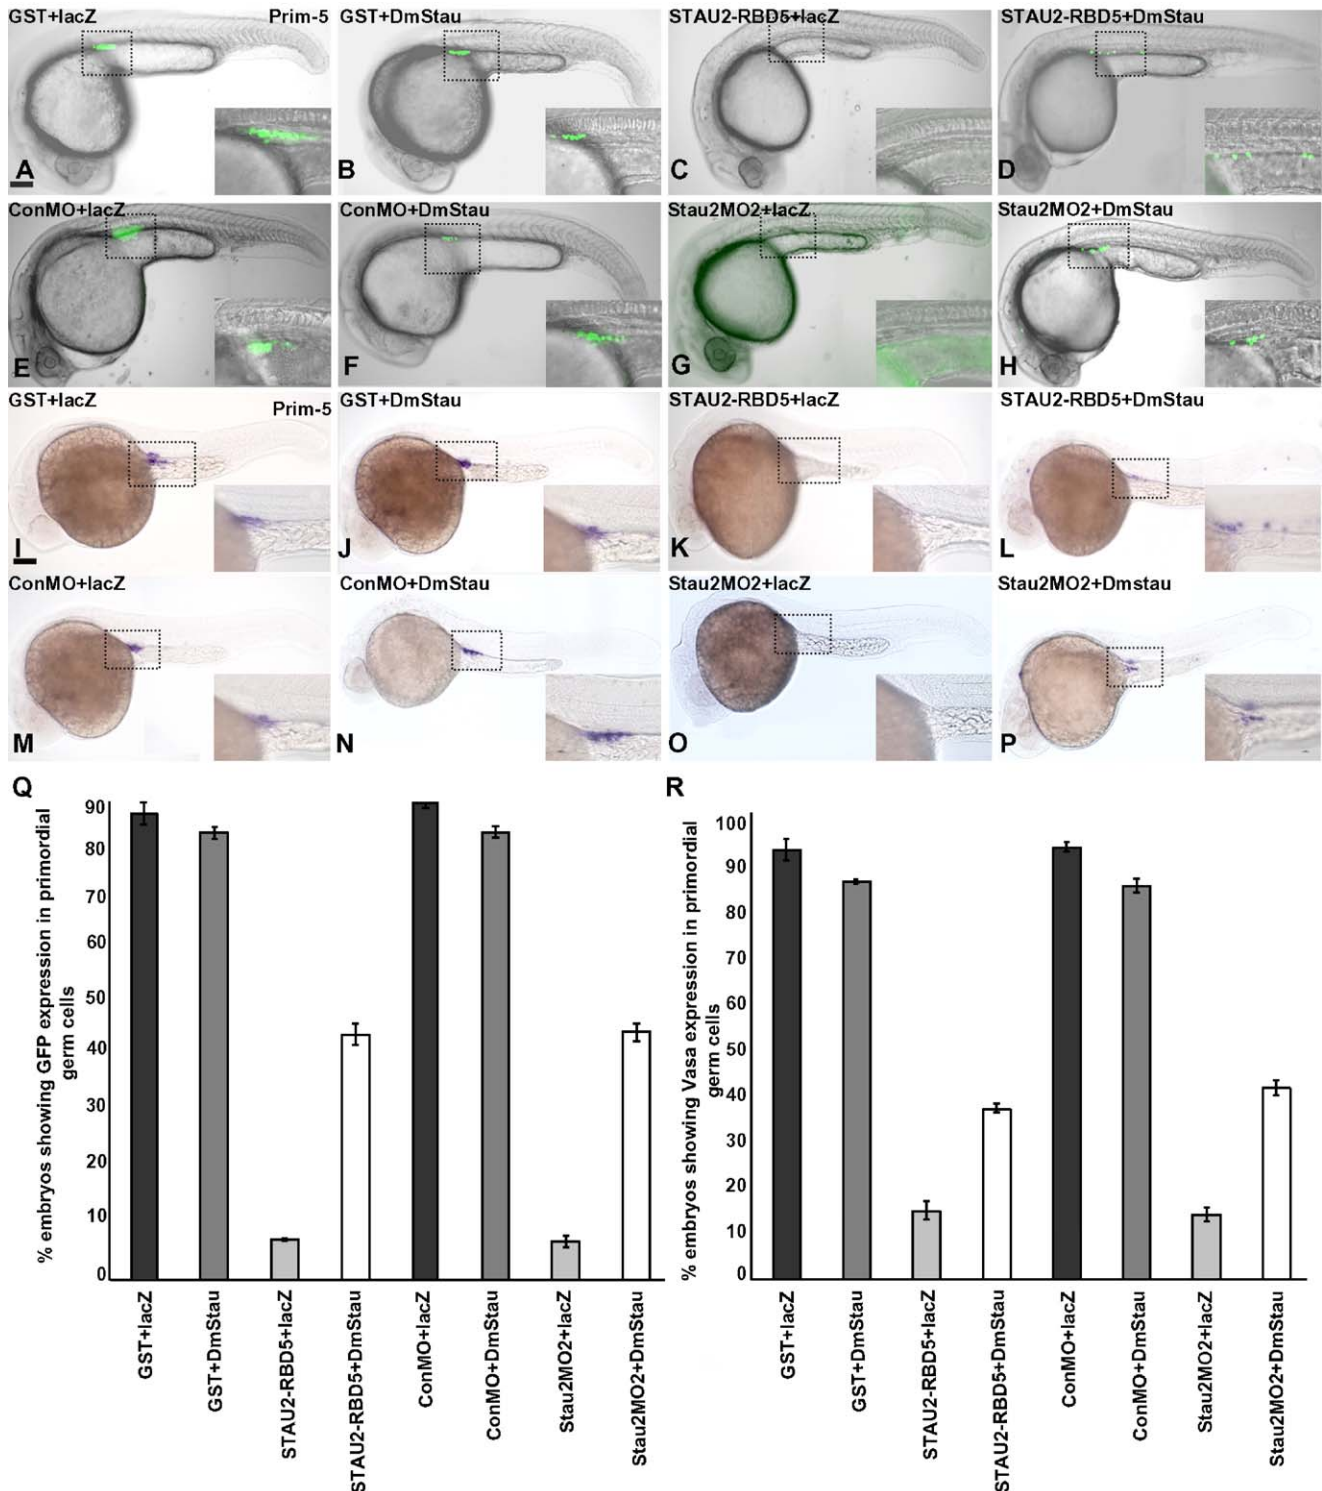 GST+lacZ Prim-5
GST+DmStau
STAU2-RBD5+lacZ
STAU2-RBD5+DmStau
A
B
C
D
ConMO+lacZ
ConMO+DmStau
Stau2MO2+lacZ
Stau2MO2+DmStau
E
F
G
H
GST+lacZ Prim-5
GST+DmStau
STAU2-RBD5+lacZ
STAU2-RBD5+DmStau
I
J
K
L
ConMO+lacZ
ConMO+DmStau
Stau2MO2+lacZ
Stau2MO2+Dmstau
M
N
O
P
Q
% embryos showing GFP expression in primordial
germ cells
90
80
70
60
50
40
30
20
10
0
GST+lacZ
GST+DmStau
STAU2-RBD5+lacZ
STAU2-RBD5+DmStau
ConMO+lacZ
ConMO+DmStau
Stau2MO2+lacZ
Stau2MO2+DmStau
R
% embryos showing Vasa expression in primordial
germ cells
100
90
80
70
60
50
40
30
20
10
0
GST+lacZ
GST+DmStau
STAU2-RBD5+lacZ
STAU2-RBD5+DmStau
ConMO+lacZ
ConMO+DmStau
Stau2MO2+lacZ
Stau2MO2+DmStau